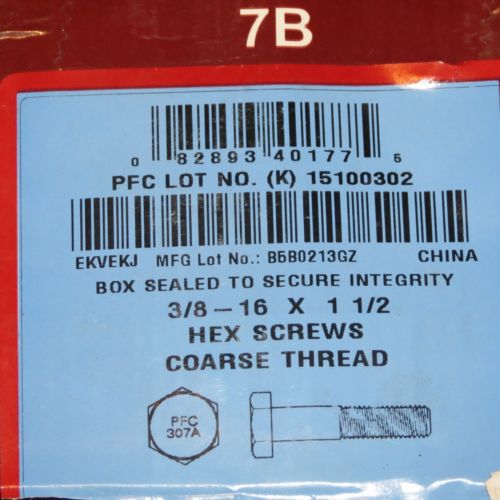 7B
0 82893 40177 5
PFC LOT NO. (K) 15100302
EKVEKJ MFG Lot No.: B5B0213GZ CHINA
BOX SEALED TO SECURE INTEGRITY
3/8-16 X 1 1/2
HEX SCREWS
COARSE THREAD
PFC
307A